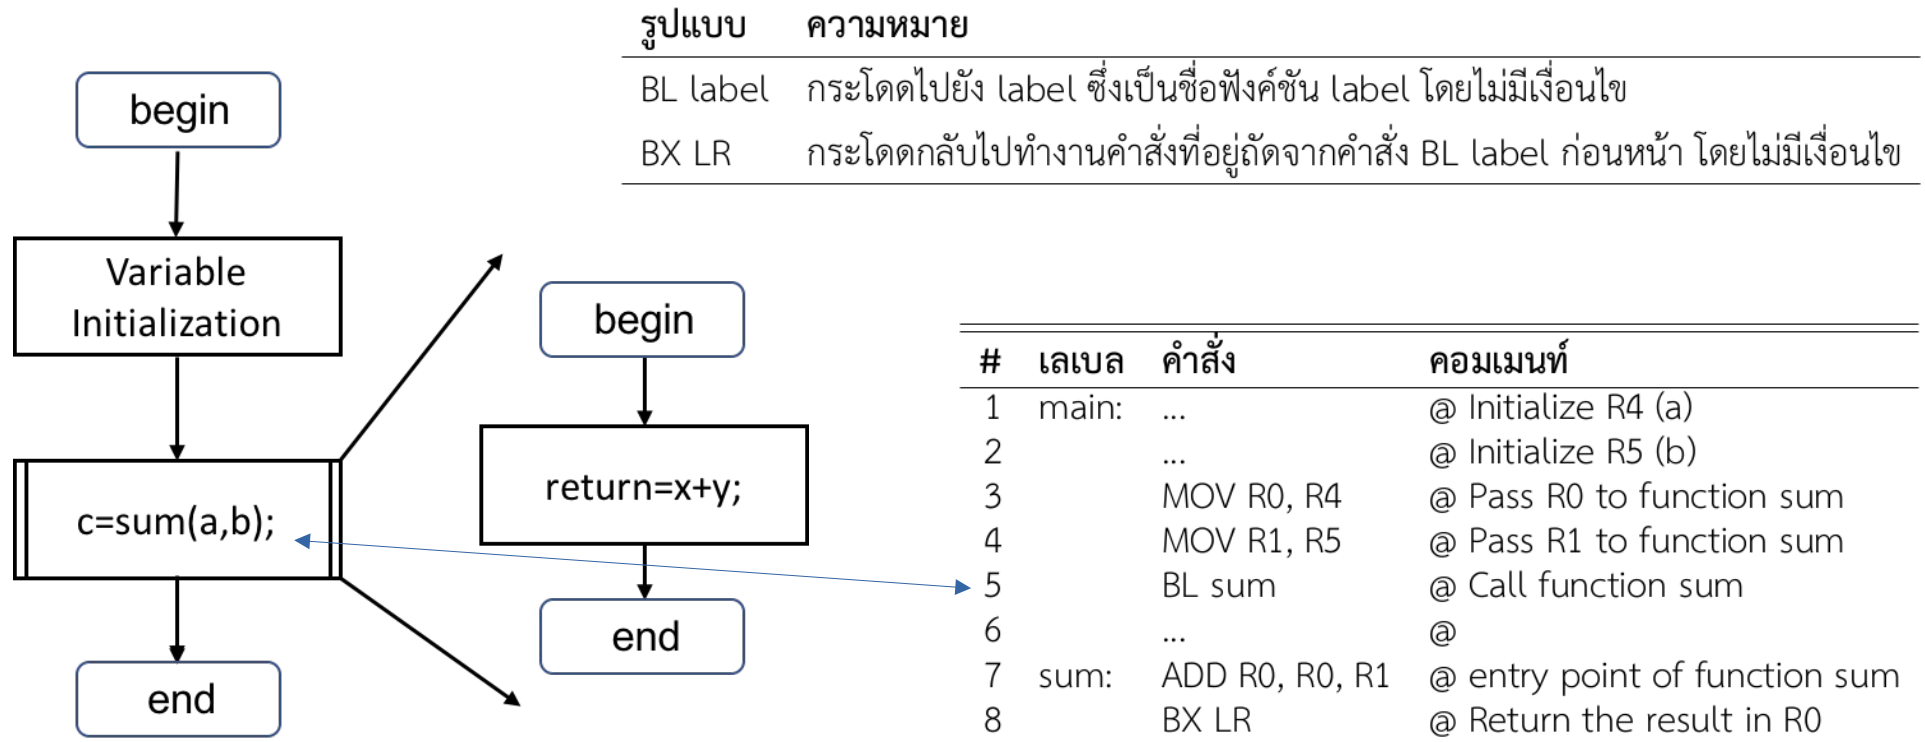 รูปแบบ ความหมาย
BL label กระโดดไปยัง label ซึ่งเป็นชื่อฟังค์ชัน label โดยไม่มีเงื่อนไข
BX LR กระโดดกลับไปทำงานคำสั่งที่อยู่ถัดจากคำสั่ง BL label ก่อนหน้า โดยไม่มีเงื่อนไข
begin
Variable
Initialization
c=sum(a,b);
end
begin
return=x+y;
end
# เลเบล คำสั่ง คอมเมนท์
1 main: ... @ Initialize R4 (a)
2 ... @ Initialize R5 (b)
3 MOV R0, R4 @ Pass R0 to function sum
4 MOV R1, R5 @ Pass R1 to function sum
5 BL sum @ Call function sum
6 ... @
7 sum: ADD R0, R0, R1 @ entry point of function sum
8 BX LR @ Return the result in R0